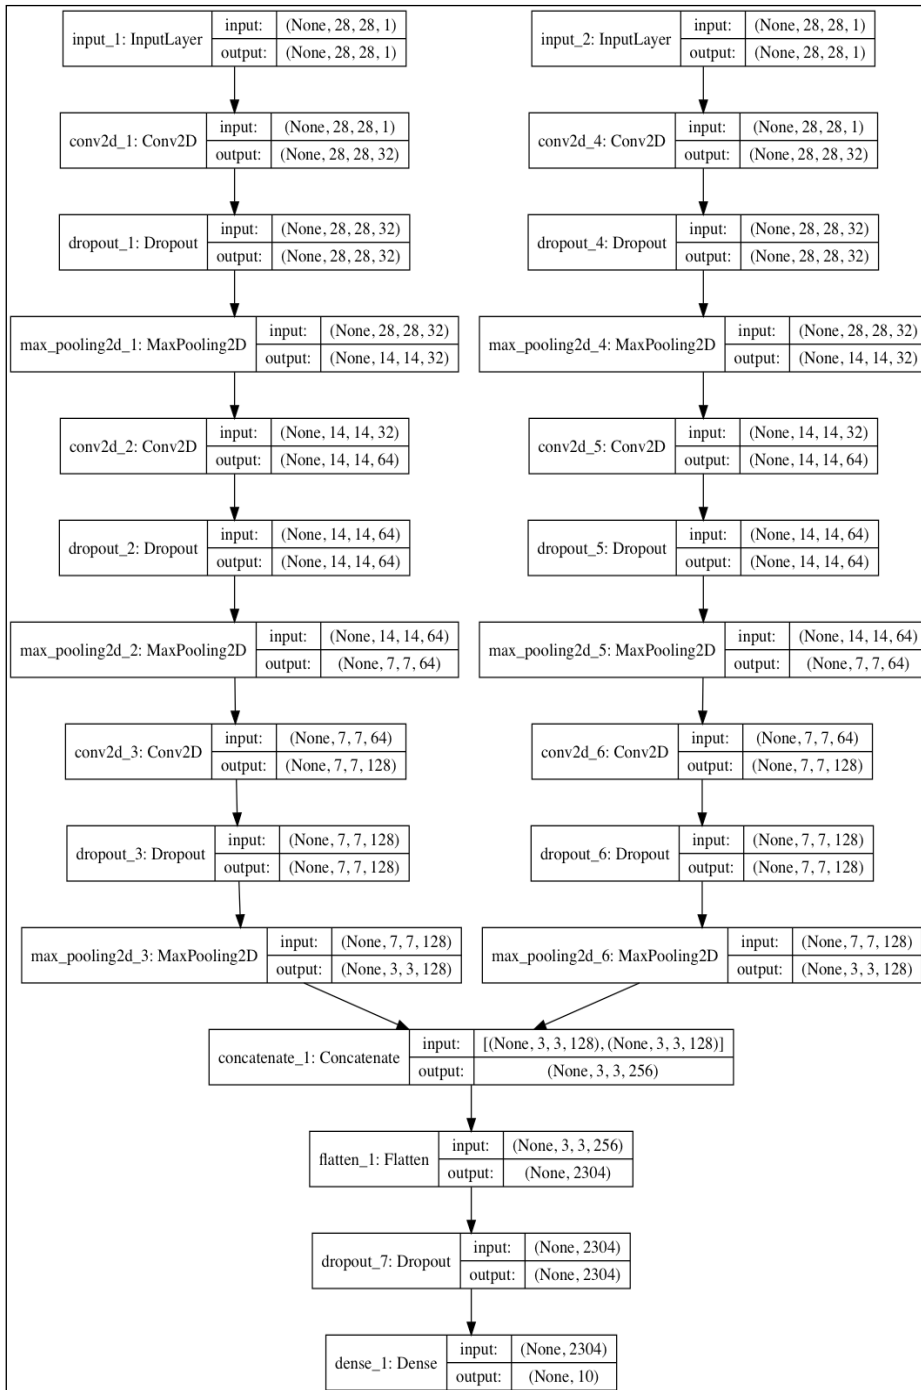 input_1: InputLayer
input:
(None, 28, 28, 1)
output:
(None, 28, 28, 1)
input_2: InputLayer
input:
(None, 28, 28, 1)
output:
(None, 28, 28, 1)
conv2d_1: Conv2D
input:
(None, 28, 28, 1)
output:
(None, 28, 28, 32)
conv2d_4: Conv2D
input:
(None, 28, 28, 1)
output:
(None, 28, 28, 32)
dropout_1: Dropout
input:
(None, 28, 28, 32)
output:
(None, 28, 28, 32)
dropout_4: Dropout
input:
(None, 28, 28, 32)
output:
(None, 28, 28, 32)
max_pooling2d_1: MaxPooling2D
input:
(None, 28, 28, 32)
output:
(None, 14, 14, 32)
max_pooling2d_4: MaxPooling2D
input:
(None, 28, 28, 32)
output:
(None, 14, 14, 32)
conv2d_2: Conv2D
input:
(None, 14, 14, 32)
output:
(None, 14, 14, 64)
conv2d_5: Conv2D
input:
(None, 14, 14, 32)
output:
(None, 14, 14, 64)
dropout_2: Dropout
input:
(None, 14, 14, 64)
output:
(None, 14, 14, 64)
dropout_5: Dropout
input:
(None, 14, 14, 64)
output:
(None, 14, 14, 64)
max_pooling2d_2: MaxPooling2D
input:
(None, 14, 14, 64)
output:
(None, 7, 7, 64)
max_pooling2d_5: MaxPooling2D
input:
(None, 14, 14, 64)
output:
(None, 7, 7, 64)
conv2d_3: Conv2D
input:
(None, 7, 7, 64)
output:
(None, 7, 7, 128)
conv2d_6: Conv2D
input:
(None, 7, 7, 64)
output:
(None, 7, 7, 128)
dropout_3: Dropout
input:
(None, 7, 7, 128)
output:
(None, 7, 7, 128)
dropout_6: Dropout
input:
(None, 7, 7, 128)
output:
(None, 7, 7, 128)
max_pooling2d_3: MaxPooling2D
input:
(None, 7, 7, 128)
output:
(None, 3, 3, 128)
max_pooling2d_6: MaxPooling2D
input:
(None, 7, 7, 128)
output:
(None, 3, 3, 128)
concatenate_1: Concatenate
input:
[(None, 3, 3, 128), (None, 3, 3, 128)]
output:
(None, 3, 3, 256)
flatten_1: Flatten
input:
(None, 3, 3, 256)
output:
(None, 2304)
dropout_7: Dropout
input:
(None, 2304)
output:
(None, 2304)
dense_1: Dense
input:
(None, 2304)
output:
(None, 10)